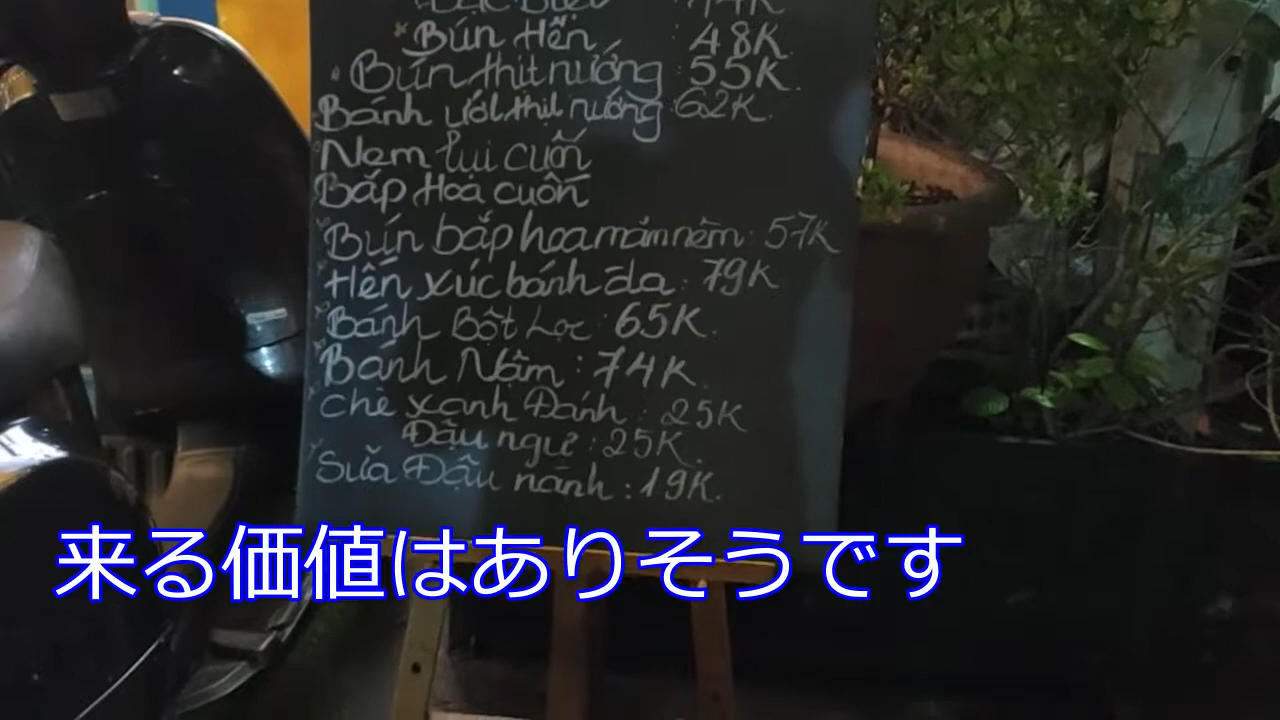 Bún Hến : 48K.
Bún thịt nướng : 55K.
Bánh ướt thịt nướng : 62K.
Nem lụi cuốn
Bắp Hoa cuốn
Bún bắp hoa mắm nêm : 57K
Hến xúc bánh đa : 79K
Bánh Bột Lọc : 65K.
Bánh Nậm : 74K.
chè xanh Đánh : 25K
Đậu ngự : 25K.
Sữa Đậu nành : 19K.
来る価値はありそうです